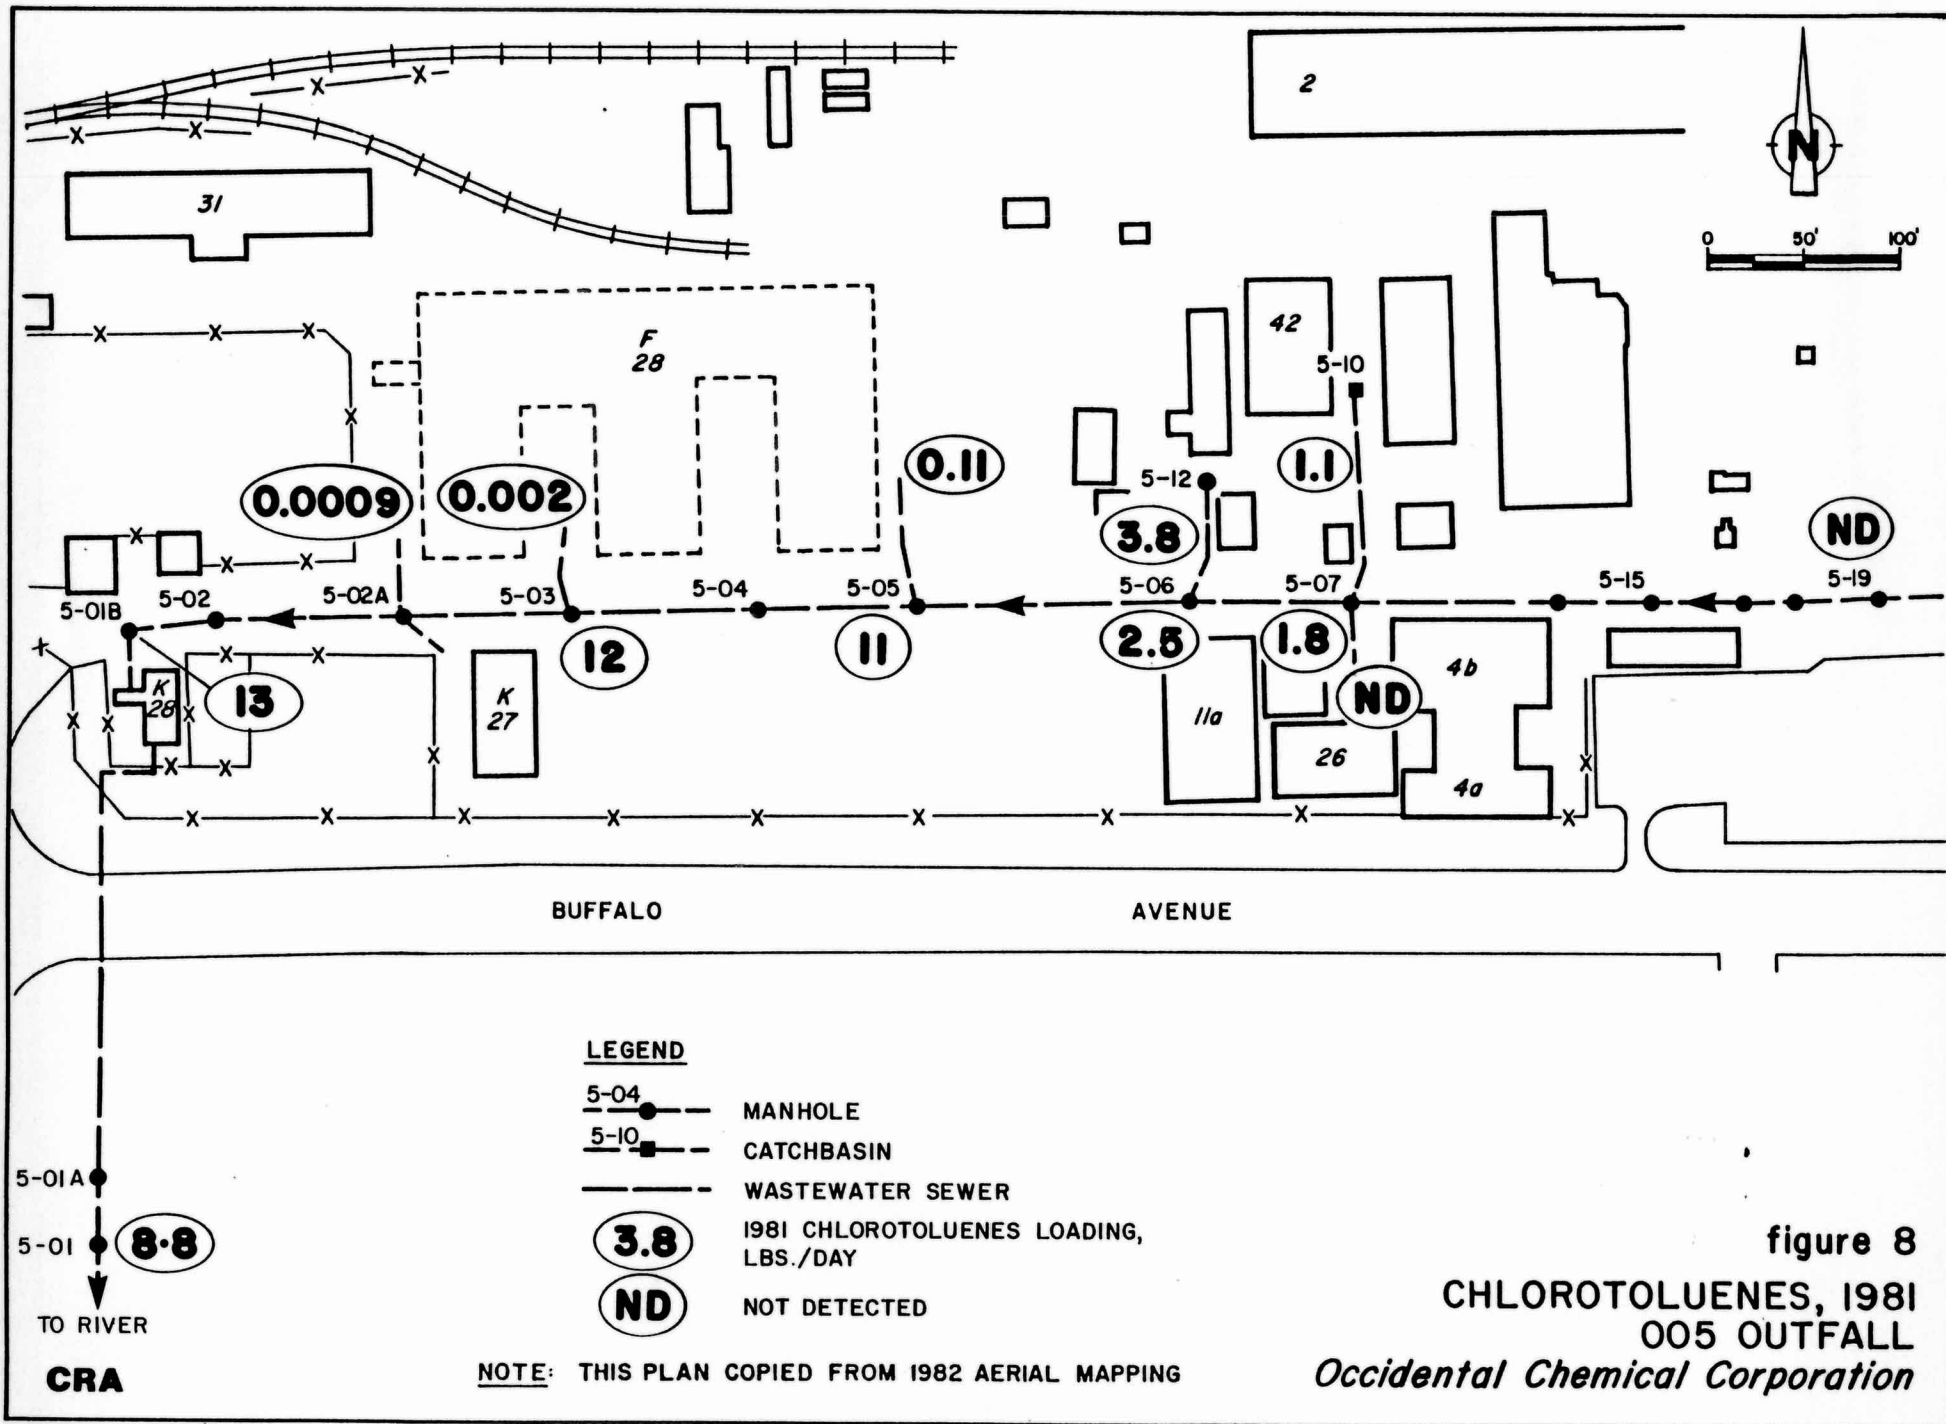 2
N
0 50' 100'
31
F
28
42
5-10
0.0009
0.002
0.11
1.1
5-12
3.8
ND
5-01B
5-02
5-02A
5-03
5-04
5-05
5-06
5-07
5-15
5-19
12
11
2.5
1.8
4b
K
28
13
K
27
11a
ND
26
4a
BUFFALO AVENUE
LEGEND
5-04
MANHOLE
5-10
CATCHBASIN
WASTEWATER SEWER
3.8
1981 CHLOROTOLUENES LOADING,
LBS./DAY
ND
NOT DETECTED
5-01A
5-01
8.8
TO RIVER
CRA
NOTE: THIS PLAN COPIED FROM 1982 AERIAL MAPPING
figure 8
CHLOROTOLUENES, 1981
005 OUTFALL
Occidental Chemical Corporation